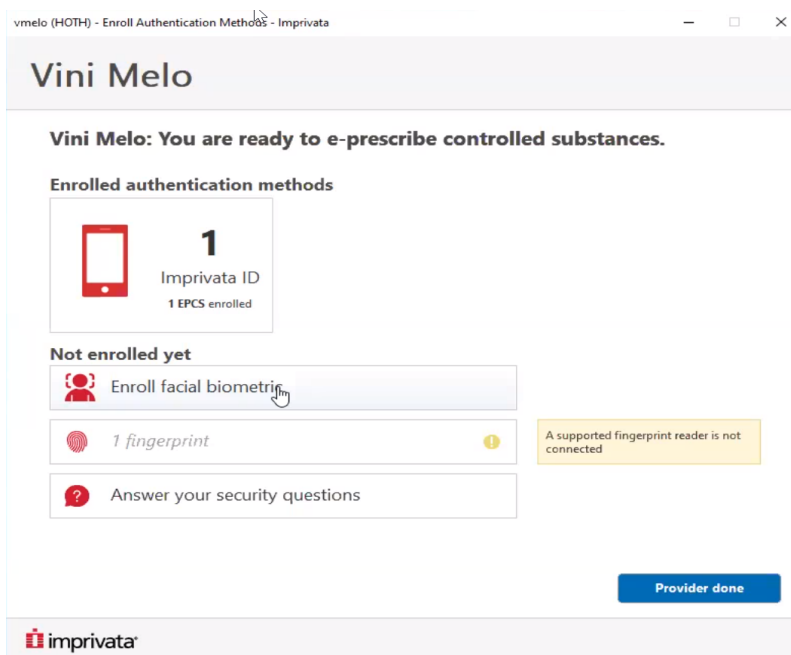 vmelo (HOTH) - Enroll Authentication Methods - Imprivata
Vini Melo
Vini Melo: You are ready to e-prescribe controlled substances.
Enrolled authentication methods
1
Imprivata ID
1 EPCS enrolled
Not enrolled yet
Enroll facial biometric
1 fingerprint
A supported fingerprint reader is not
connected
Answer your security questions
Provider done
imprivata